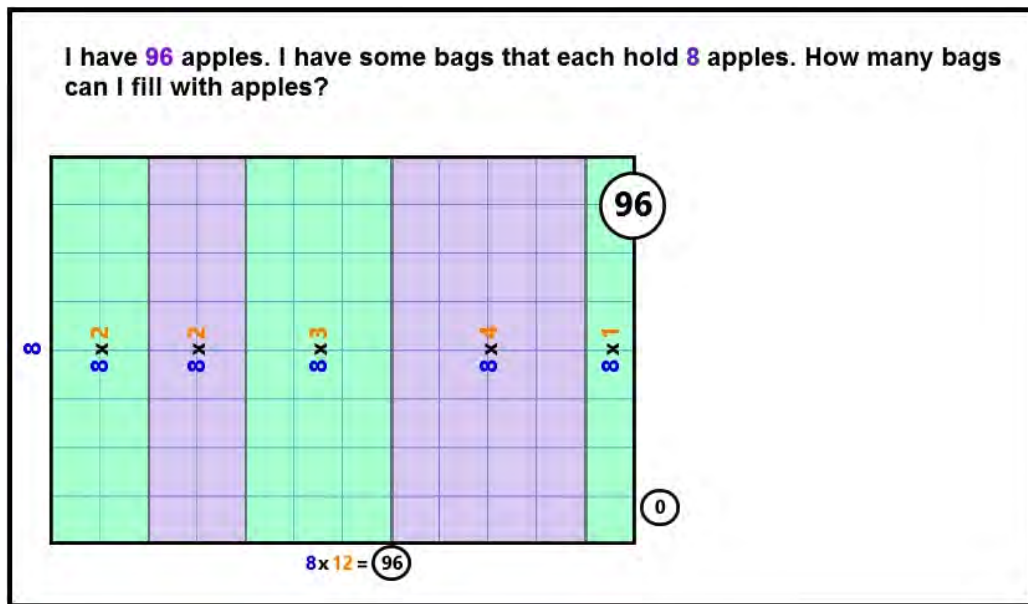 I have 96 apples. I have some bags that each hold 8 apples. How many bags
can I fill with apples?
96
8
8x2
8x2
8x3
8x4
8x1
0
8x12=96